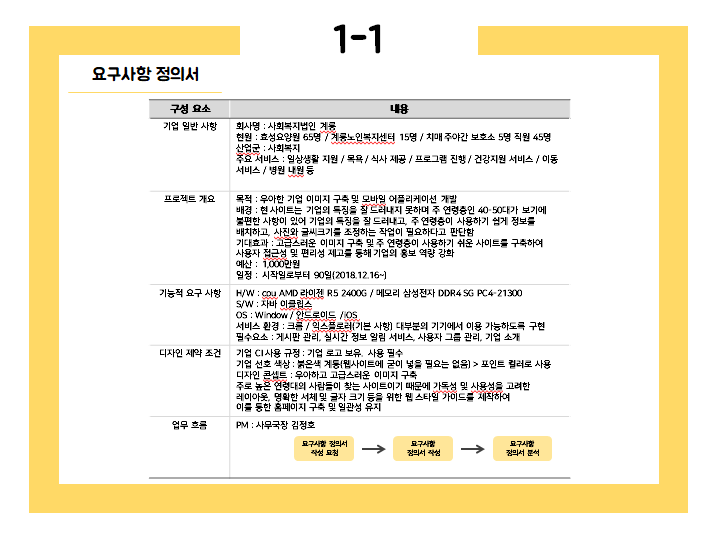 1-1
요구사항 정의서
구성 요소 내용
기업 일반 사항 회사명 : 사회복지법인 계룡
현원 : 효성요양원 65명 / 계룡노인복지센터 15명 / 치매 주야간 보호소 5명 직원 45명
산업군 : 사회복지
주요 서비스 : 일상생활 지원 / 목욕 / 식사 제공 / 프로그램 진행 / 건강지원 서비스 / 이동
서비스 / 병원 내원 등
프로젝트 개요 목적 : 우아한 기업 이미지 구축 및 모바일 어플리케이션 개발
배경 : 현 사이트는 기업의 특징을 잘 드러내지 못하며 주 연령층인 40-50대가 보기에
불편한 사항이 있어 기업의 특징을 잘 드러내고, 주 연령층이 사용하기 쉽게 정보를
배치하고, 사진와 글씨크기를 조정하는 작업이 필요하다고 판단함
기대효과 : 고급스러운 이미지 구축 및 주 연령층이 사용하기 쉬운 사이트를 구축하여
사용자 접근성 및 편리성 제고를 통해 기업의 홍보 역량 강화
예산 : 1,000만원
일정 : 시작일로부터 90일(2018.12.16~)
기능적 요구 사항 H/W : cpu AMD 라이젠 R5 2400G / 메모리 삼성전자 DDR4 SG PC4-21300
S/W : 자바 이클립스
OS : Window / 안드로이드 /iOS
서비스 환경 : 크롬 / 익스플로러(기본 사항) 대부분의 기기에서 이용 가능하도록 구현
필수요소 : 게시판 관리, 실시간 정보 알림 서비스, 사용자 그룹 관리, 기업 소개
디자인 제약 조건 기업 CI 사용 규정 : 기업 로고 보유, 사용 필수
기업 선호 색상 : 붉은색 계통(웹사이트에 굳이 넣을 필요는 없음) > 포인트 컬러로 사용
디자인 콘셉트 : 우아하고 고급스러운 이미지 구축
주로 높은 연령대의 사람들이 찾는 사이트이기 때문에 가독성 및 사용성을 고려한
레이아웃, 명확한 서체 및 글자 크기 등을 위한 웹 스타일 가이드를 제작하여
이를 통한 홈페이지 구축 및 일관성 유지
업무 흐름 PM : 사무국장 김정호
요구사항 정의서 요구사항 요구사항
작성 요청 정의서 작성 정의서 분석